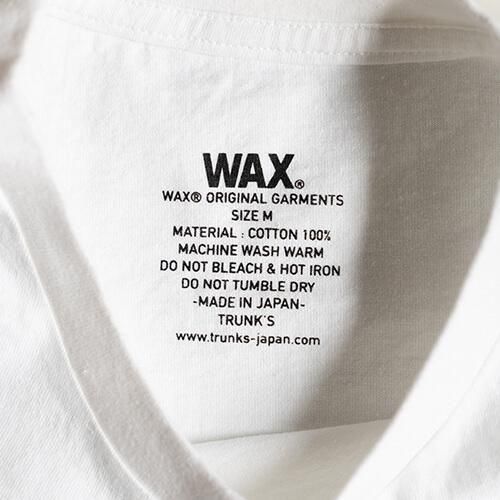 WAX®
WAX® ORIGINAL GARMENTS
SIZE M
MATERIAL : COTTON 100%
MACHINE WASH WARM
DO NOT BLEACH & HOT IRON
DO NOT TUMBLE DRY
-MADE IN JAPAN-
TRUNK'S
www.trunks-japan.com